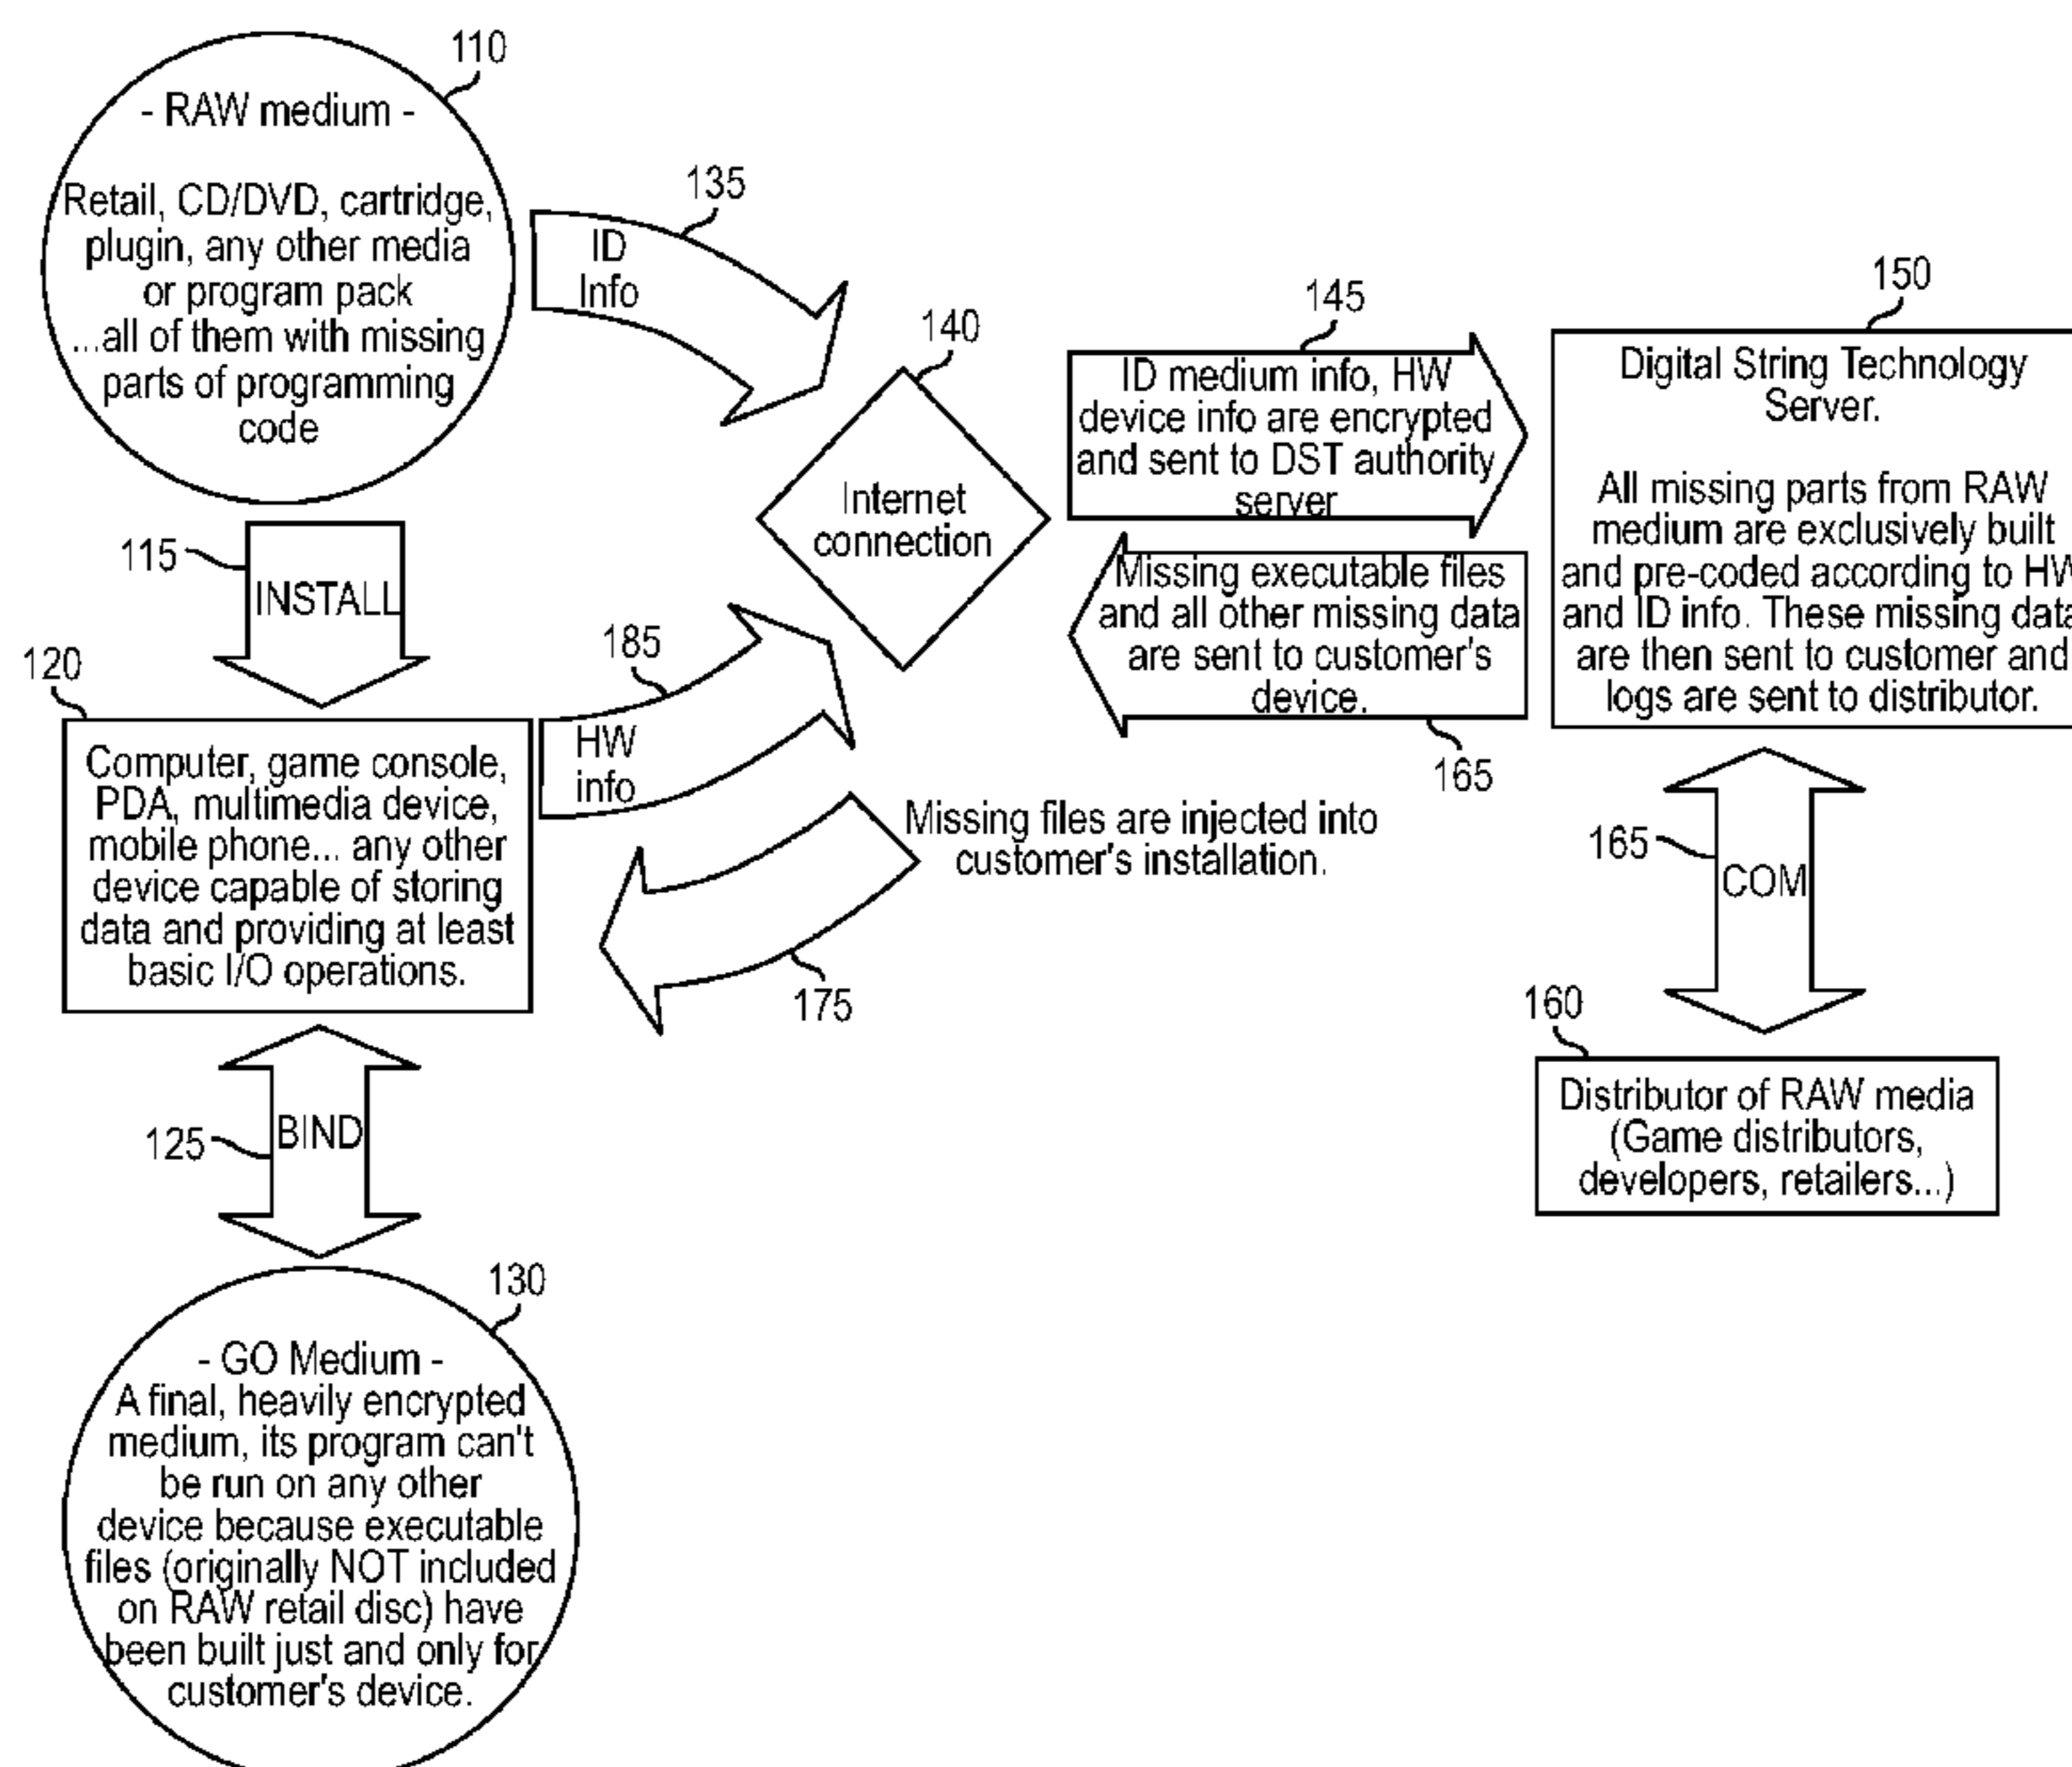 110
- RAW medium -
Retail, CD/DVD, cartridge,
plugin, any other media
or program pack
...all of them with missing
parts of programming
code
135
ID
Info
115
INSTALL
140
Internet
connection
145
ID medium info, HW
device info are encrypted
and sent to DST authority
server
150
Digital String Technology
Server.
All missing parts from RAW
medium are exclusively built
and pre-coded according to HW
and ID info. These missing data
are then sent to customer and
logs are sent to distributor.
Missing executable files
and all other missing data
are sent to customer's
device.
165
120
Computer, game console,
PDA, multimedia device,
mobile phone... any other
device capable of storing
data and providing at least
basic I/O operations.
185
HW
info
Missing files are injected into
customer's installation.
175
165
COM
160
Distributor of RAW media
(Game distributors,
developers, retailers...)
125
BIND
130
- GO Medium -
A final, heavily encrypted
medium, its program can't
be run on any other
device because executable
files (originally NOT included
on RAW retail disc) have
been built just and only for
customer's device.